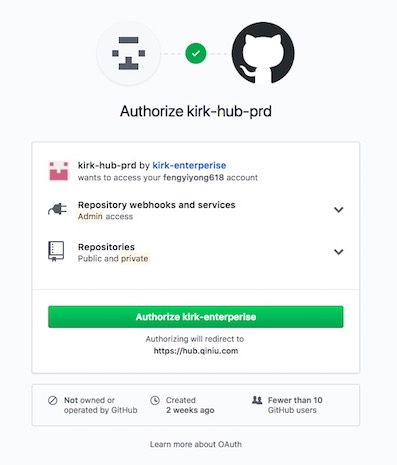 Authorize kirk-hub-prd
kirk-hub-prd by kirk-enterperise
wants to access your fengyiyong618 account
Repository webhooks and services
Admin access
Repositories
Public and private
Authorize kirk-enterperise
Authorizing will redirect to
https://hub.qiniu.com
Not owned or
operated by GitHub
Created
2 weeks ago
Fewer than 10
GitHub users
Learn more about OAuth